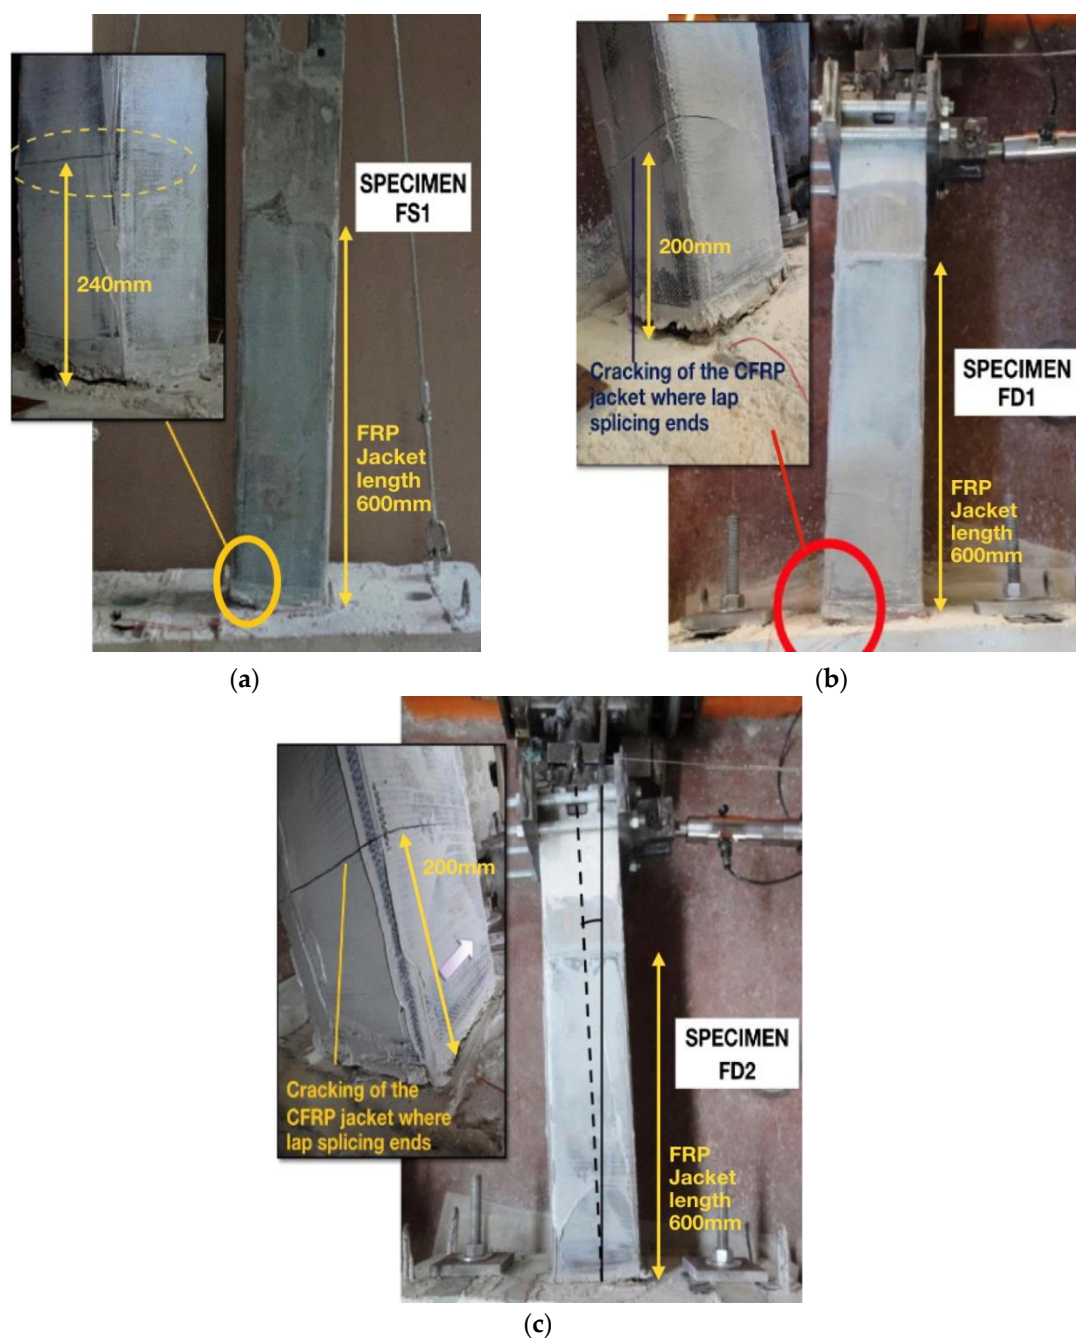 SPECIMEN
FS1
240mm
FRP
Jacket
length
600mm
(a)
200mm
Cracking of the CFRP
jacket where lap
splicing ends
SPECIMEN
FD1
FRP
Jacket
length
600mm
(b)
200mm
Cracking of the
CFRP jacket where
lap splicing ends
SPECIMEN
FD2
FRP
Jacket
length
600mm
(c)